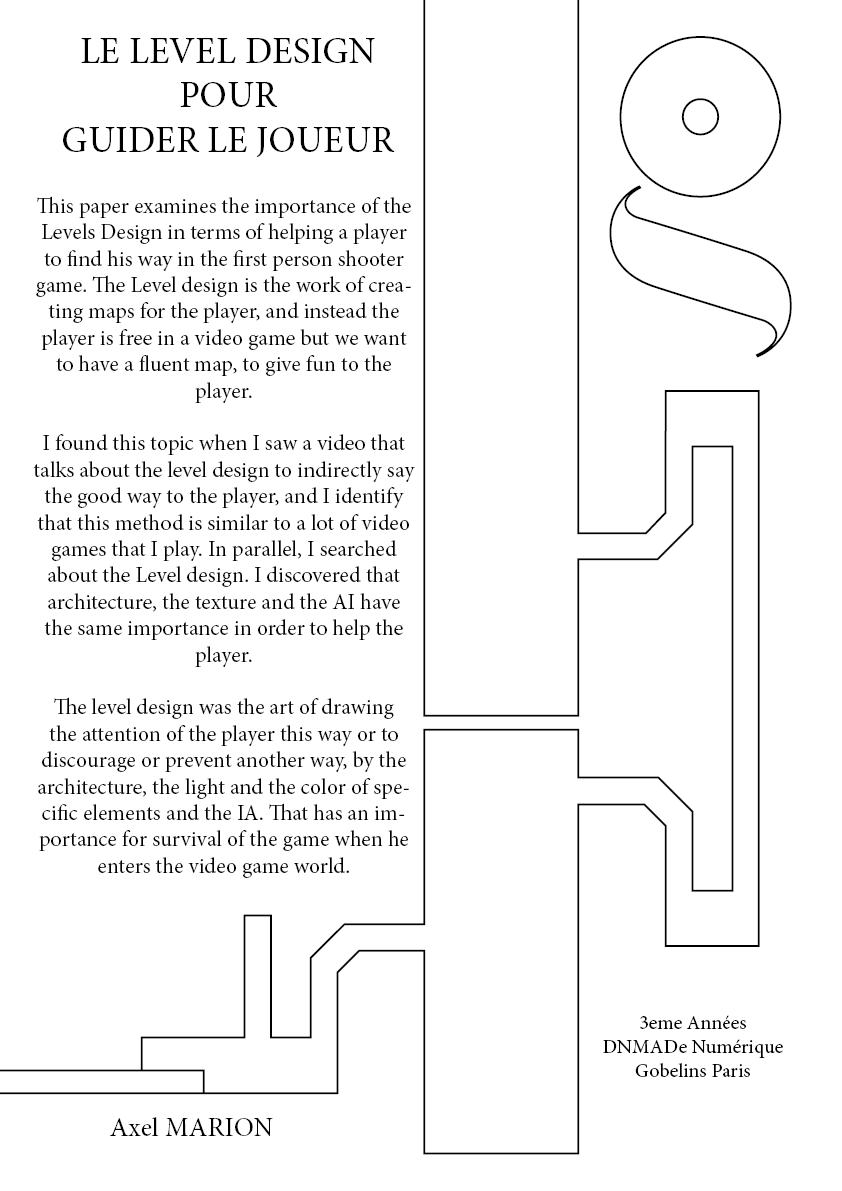 LE LEVEL DESIGN
POUR
GUIDER LE JOUEUR
This paper examines the importance of the
Levels Design in terms of helping a player
to find his way in the first person shooter
game. The Level design is the work of crea-
ting maps for the player, and instead the
player is free in a video game but we want
to have a fluent map, to give fun to the
player.
I found this topic when I saw a video that
talks about the level design to indirectly say
the good way to the player, and I identify
that this method is similar to a lot of video
games that I play. In parallel, I searched
about the Level design. I discovered that
architecture, the texture and the AI have
the same importance in order to help the
player.
The level design was the art of drawing
the attention of the player this way or to
discourage or prevent another way, by the
architecture, the light and the color of spe-
cific elements and the IA. That has an im-
portance for survival of the game when he
enters the video game world.
Axel MARION
3eme Années
DNMADe Numérique
Gobelins Paris